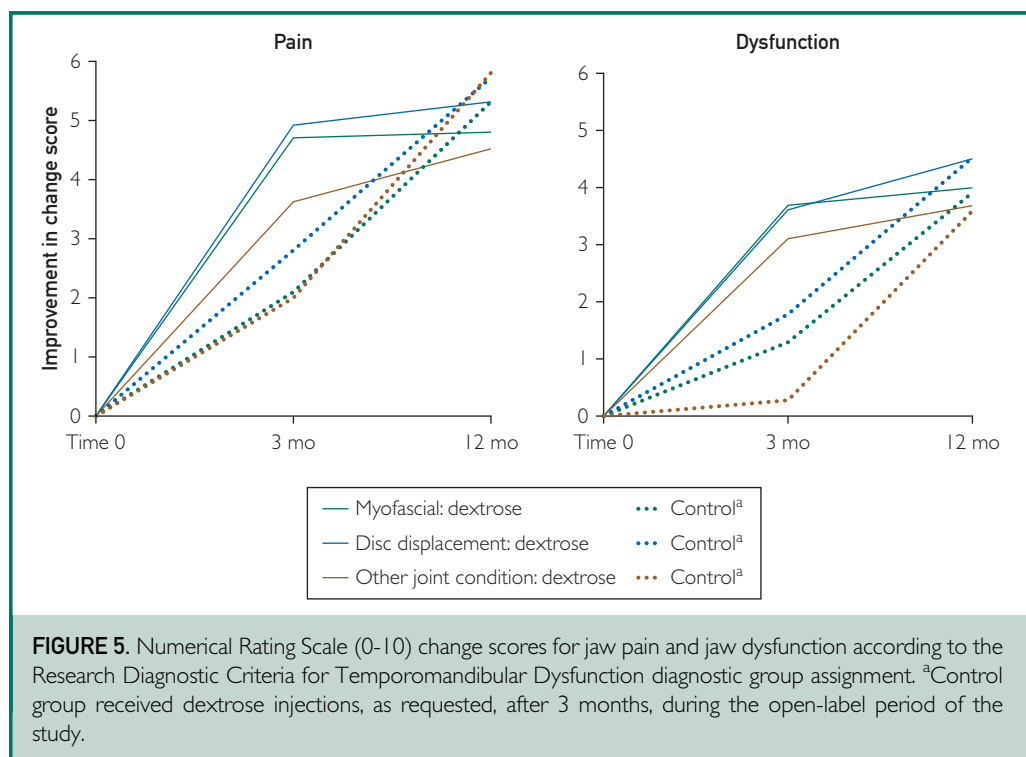 Pain
Dysfunction
Improvement in change score
6
5
4
3
2
1
0
Time 0
3 mo
12 mo
6
5
4
3
2
1
0
Time 0
3 mo
12 mo
Myofascial: dextrose
Controlᵃ
Disc displacement: dextrose
Controlᵃ
Other joint condition: dextrose
Controlᵃ
FIGURE 5. Numerical Rating Scale (0-10) change scores for jaw pain and jaw dysfunction according to the
Research Diagnostic Criteria for Temporomandibular Dysfunction diagnostic group assignment. ᵃControl
group received dextrose injections, as requested, after 3 months, during the open-label period of the
study.